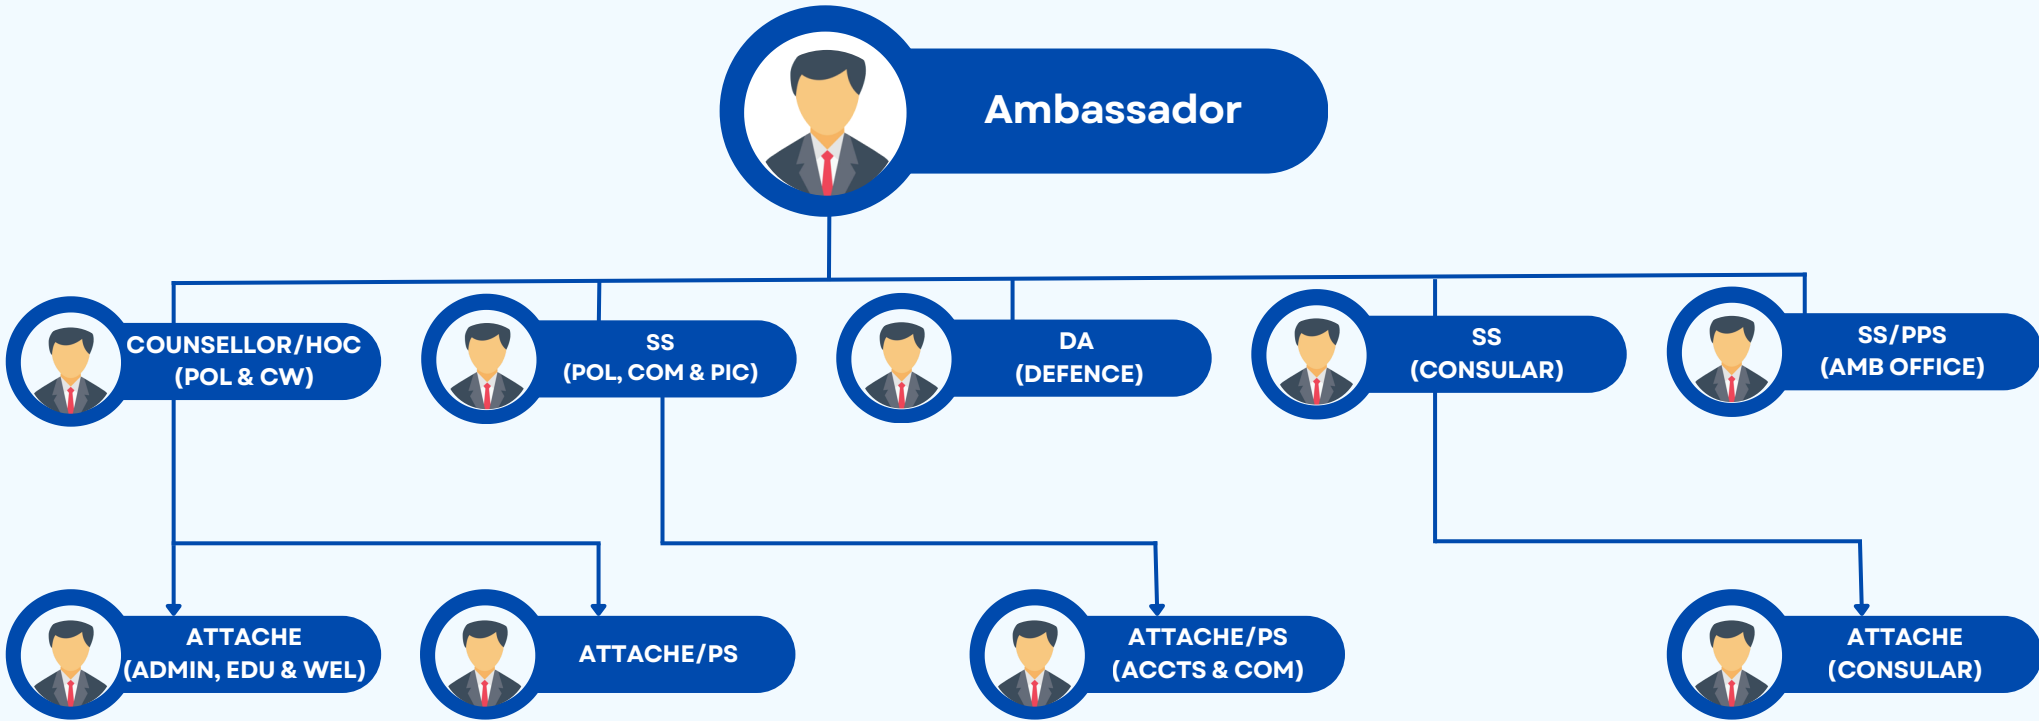 Ambassador
COUNSELLOR/HOC
(POL & CW)
SS
(POL, COM & PIC)
DA
(DEFENCE)
SS
(CONSULAR)
SS/PPS
(AMB OFFICE)
ATTACHE
(ADMIN, EDU & WEL)
ATTACHE/PS
ATTACHE/PS
(ACCTS & COM)
ATTACHE
(CONSULAR)